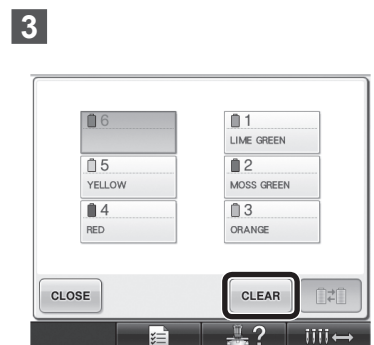 3
6
1
LIME GREEN
5
YELLOW
2
MOSS GREEN
4
RED
3
ORANGE
CLOSE
CLEAR
?